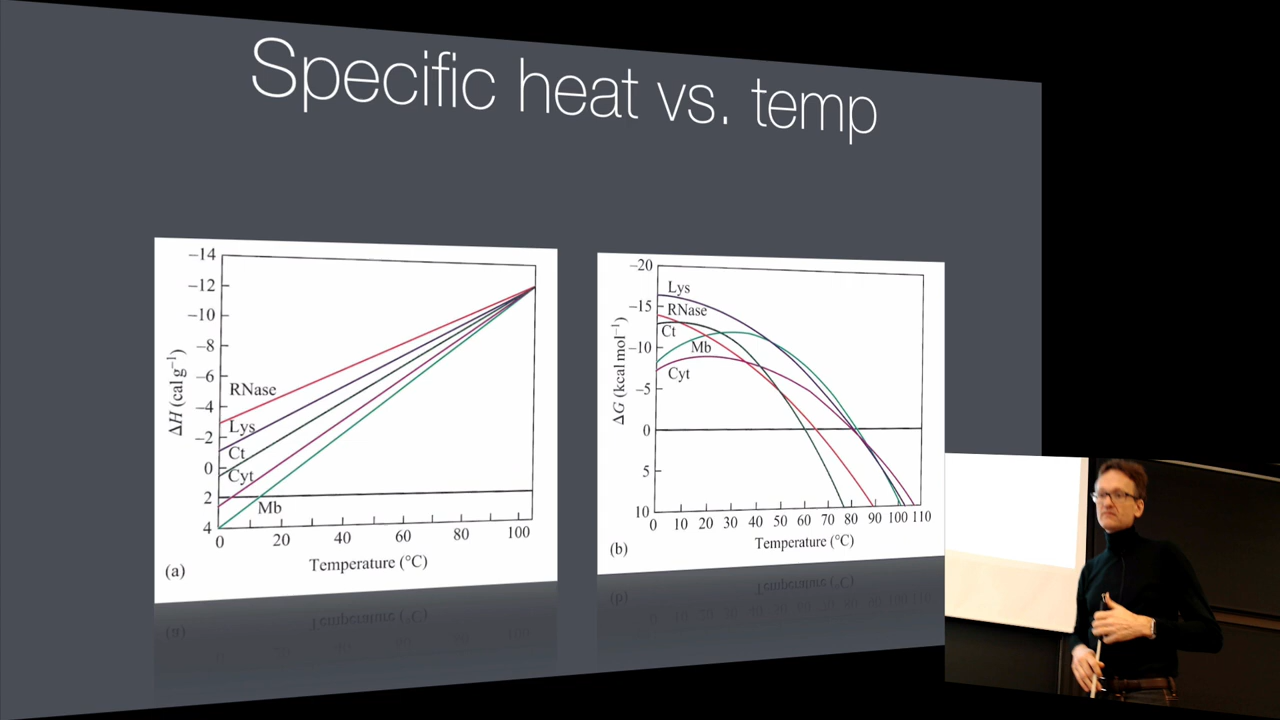 Specific heat vs. temp
–14
–12
–10
–8
–6
–4
–2
0
2
4
ΔH (cal g⁻¹)
RNase
Lys
Ct
Cyt
Mb
0 20 40 60 80 100
Temperature (°C)
(a)
–20
–15
–10
–5
0
5
10
ΔG (kcal mol⁻¹)
Lys
RNase
Ct
Mb
Cyt
0 10 20 30 40 50 60 70 80 90 100 110
Temperature (°C)
(b)